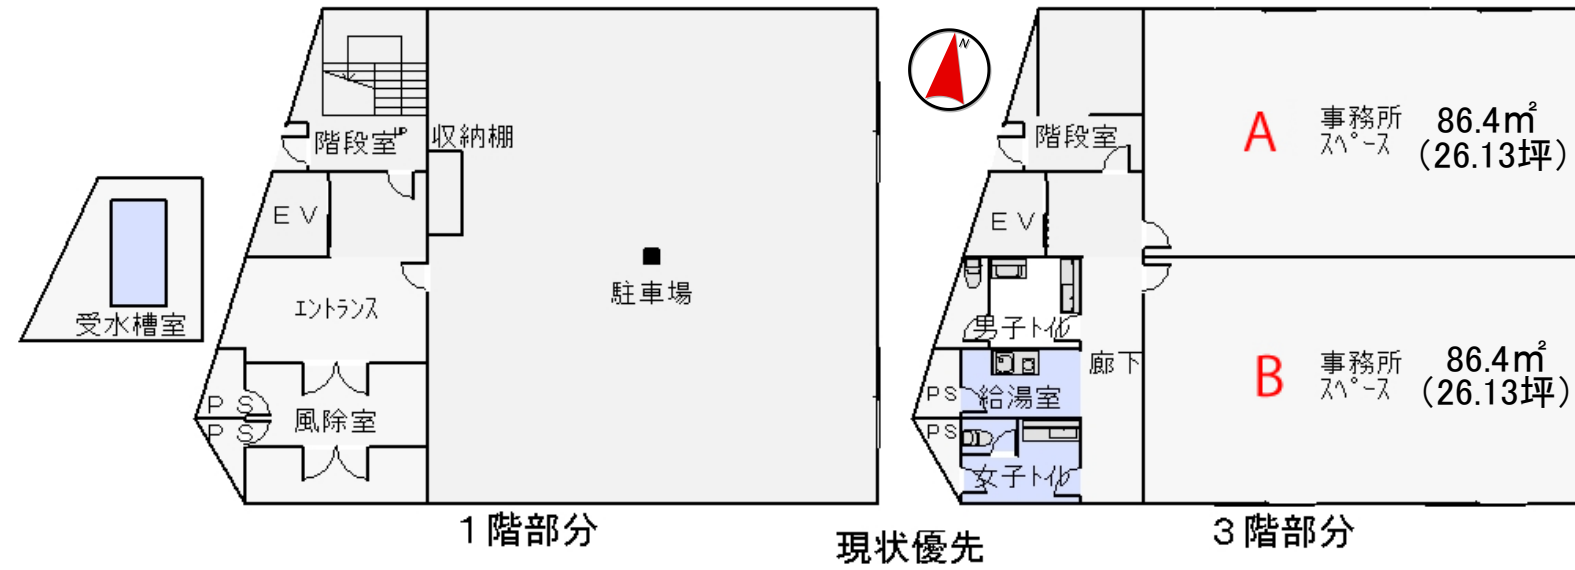 階段室
UP
収納棚
EV
エントランス
駐車場
受水槽室
PS
PS
風除室
1階部分
N
現状優先
階段室
A
事務所
スペース
86.4㎡
(26.13坪)
EV
男子トイレ
廊下
PS
給湯室
PS
女子トイレ
B
事務所
スペース
86.4㎡
(26.13坪)
3階部分